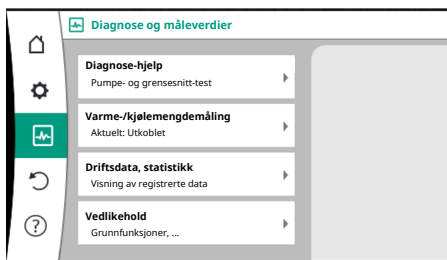 Diagnose og måleverdier
Diagnose-hjelp
Pumpe- og grensesnitt-test
Varme-/kjølemengdemåling
Aktuelt: Utkoblet
Driftsdata, statistikk
Visning av registrerte data
Vedlikehold
Grunnfunksjoner, ...
?